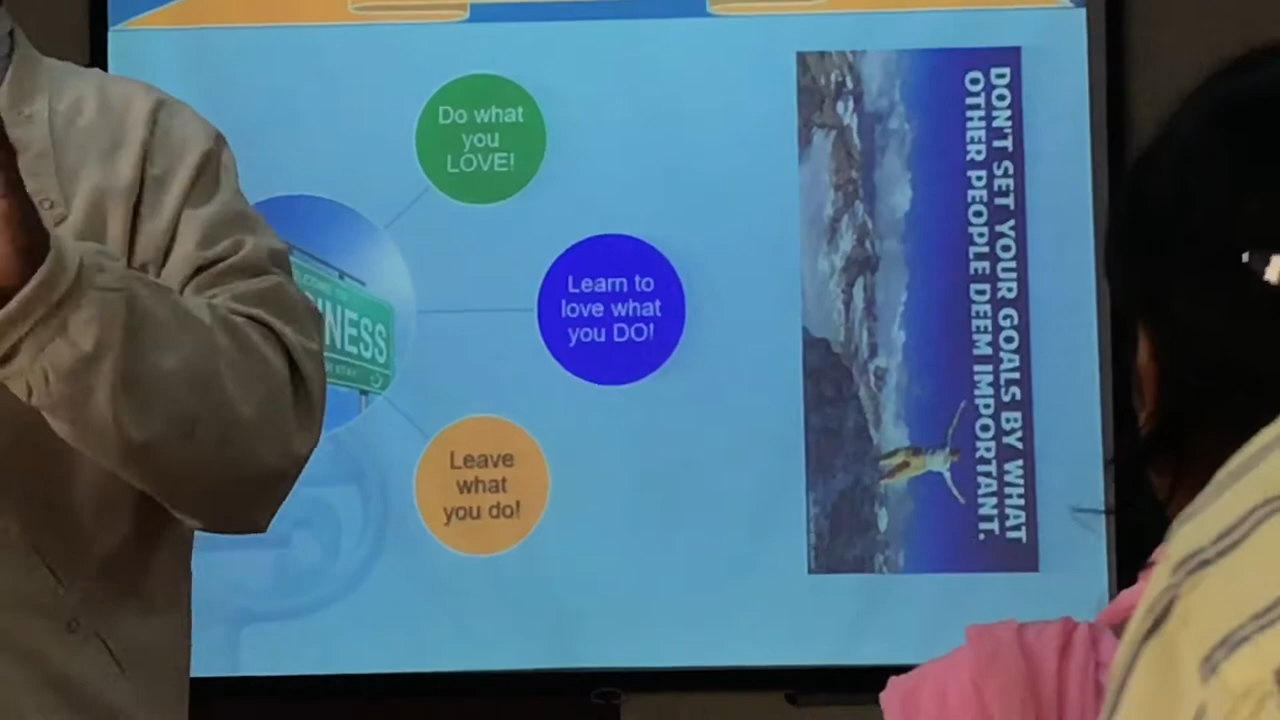 Do what
you
LOVE!
Learn to
love what
you DO!
INESS
Leave
what
you do!
DON'T SET YOUR GOALS BY WHAT
OTHER PEOPLE DEEM IMPORTANT.